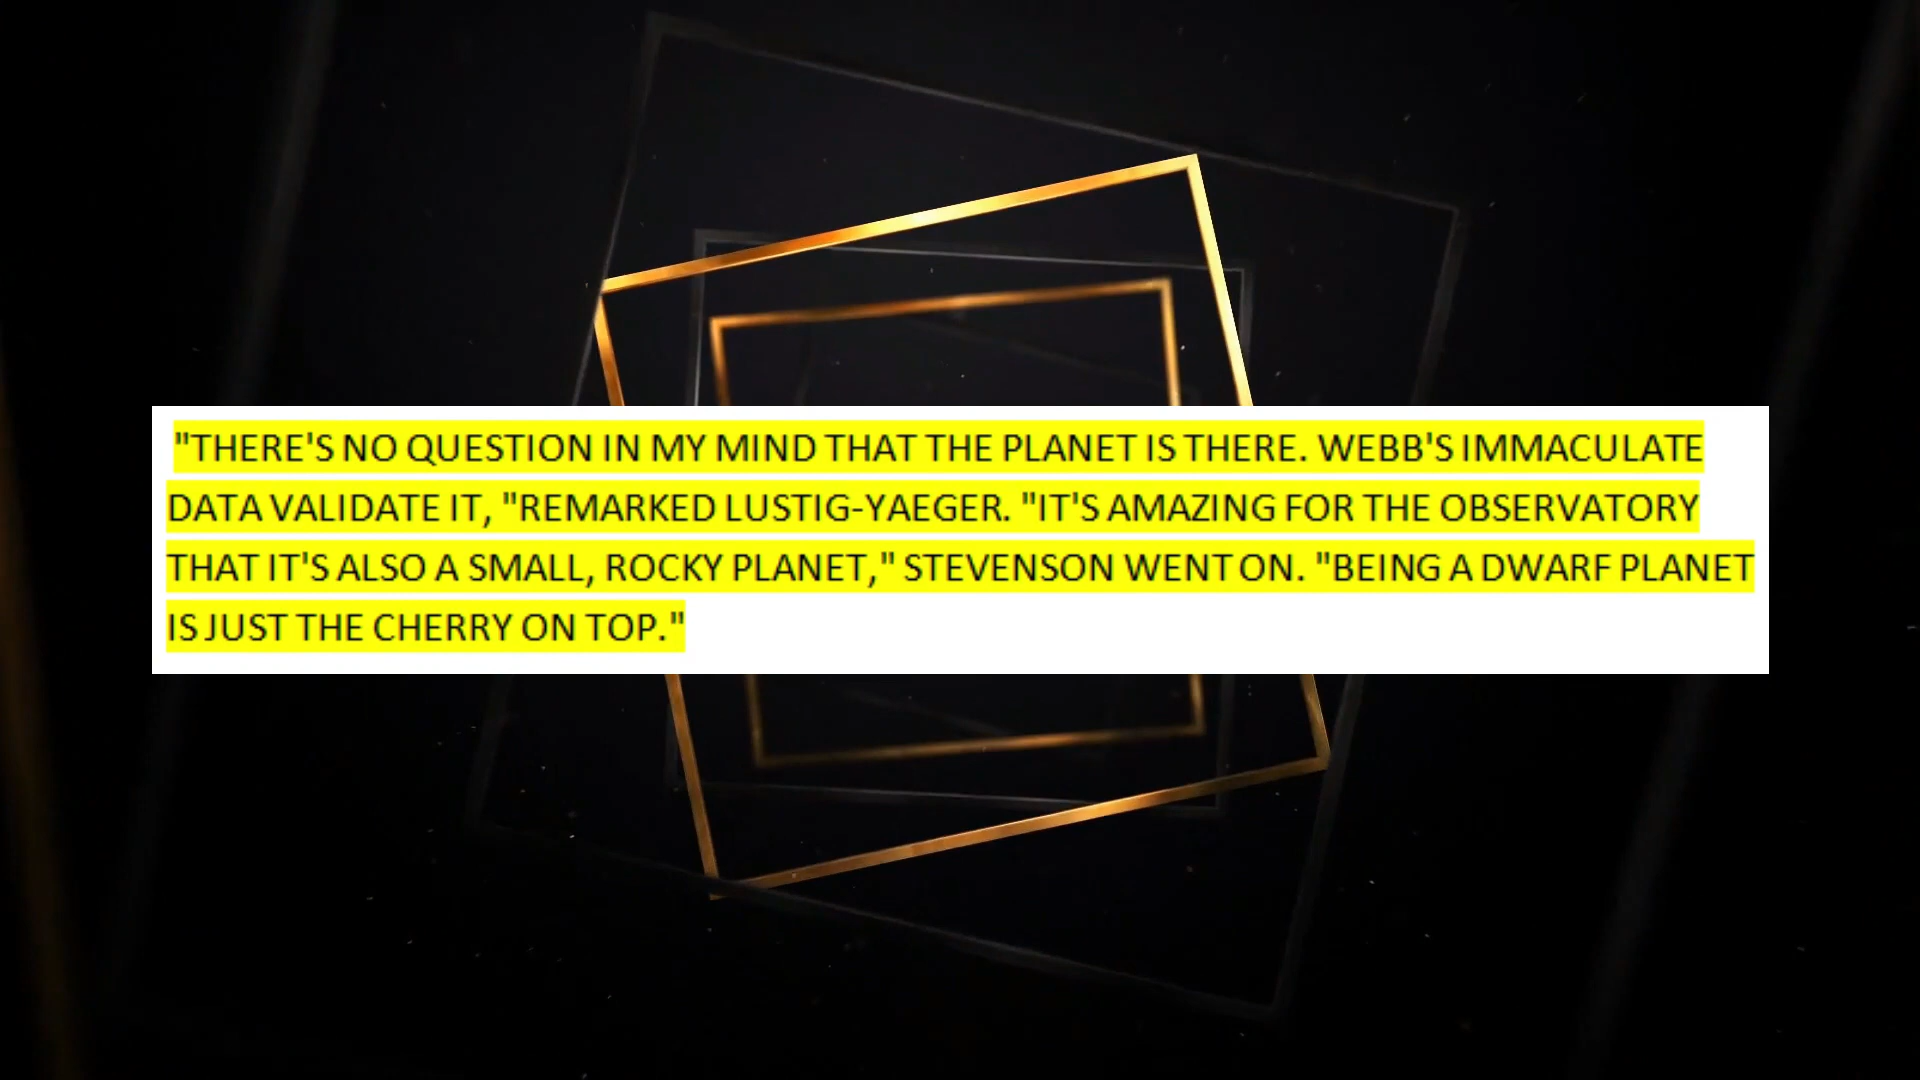 "THERE'S NO QUESTION IN MY MIND THAT THE PLANET IS THERE. WEBB'S IMMACULATE
DATA VALIDATE IT, "REMARKED LUSTIG-YAEGER. "IT'S AMAZING FOR THE OBSERVATORY
THAT IT'S ALSO A SMALL, ROCKY PLANET," STEVENSON WENT ON. "BEING A DWARF PLANET
IS JUST THE CHERRY ON TOP."